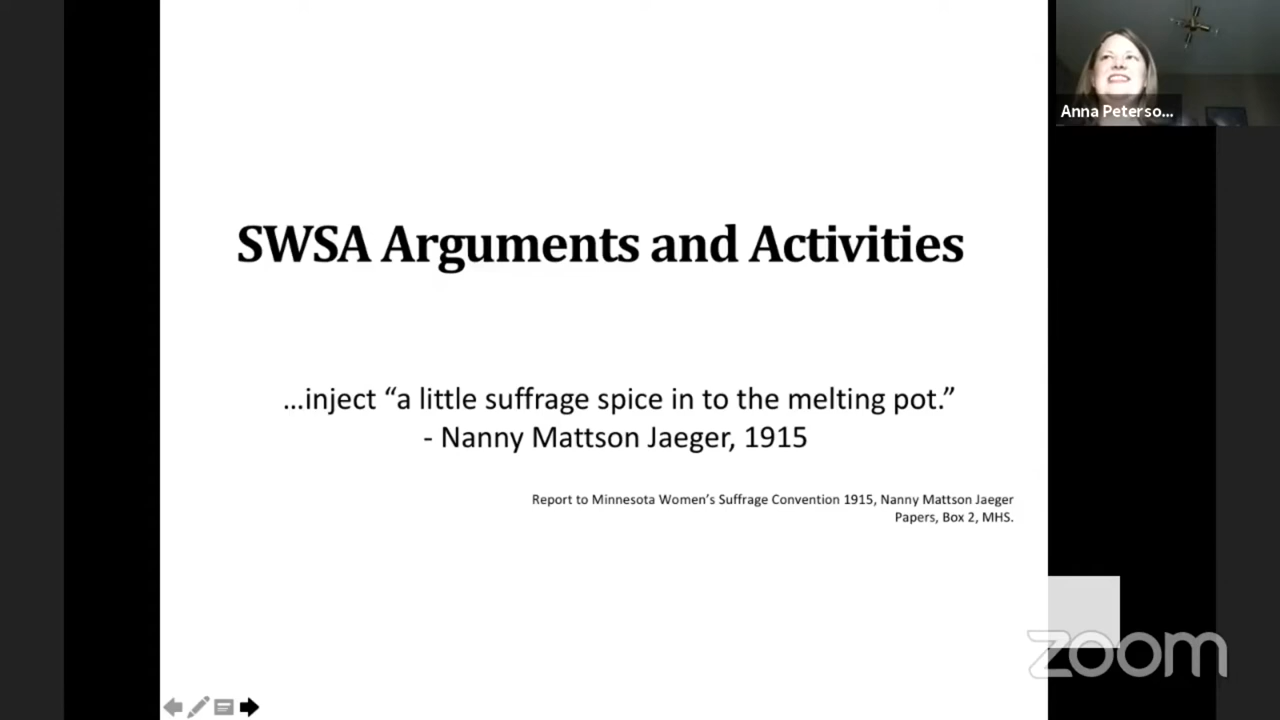 SWSA Arguments and Activities
…inject “a little suffrage spice in to the melting pot.”
- Nanny Mattson Jaeger, 1915
Report to Minnesota Women’s Suffrage Convention 1915, Nanny Mattson Jaeger
Papers, Box 2, MHS.
Anna Peterso...
zoom